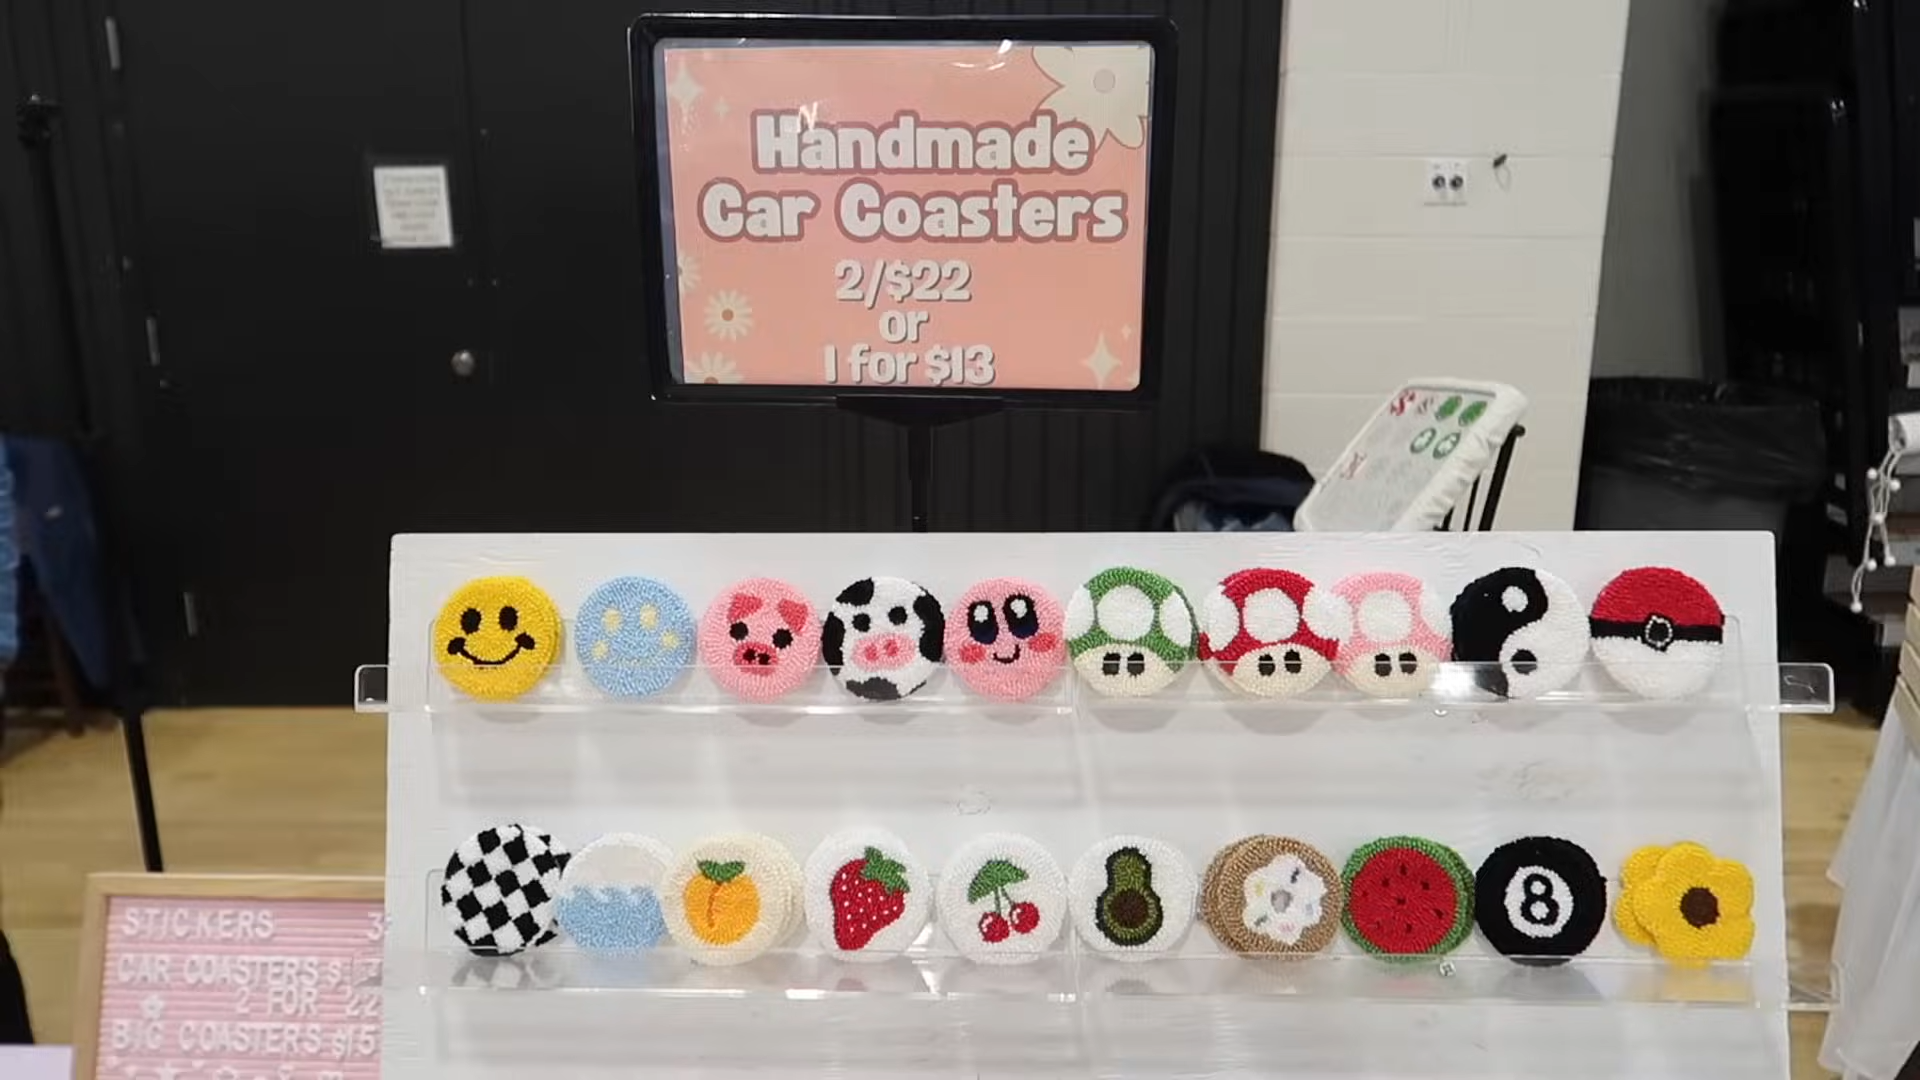 Handmade
Car Coasters
2/$22
or
1 for $13
STICKERS
CAR COASTERS
2 FOR 22
BIG COASTERS $15
8